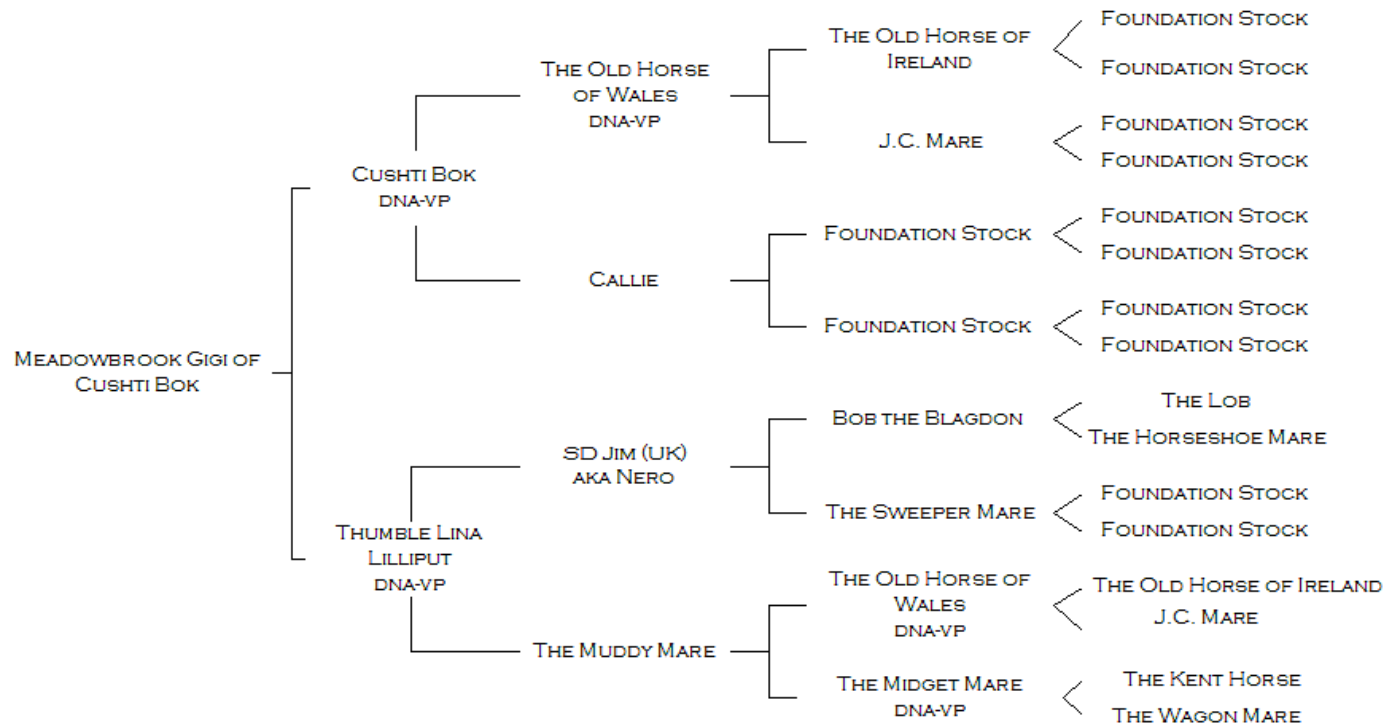 Meadowbrook Gigi of
Cushti Bok
Cushti Bok
DNA-VP
Thumble Lina
Lilliput
DNA-VP
The Old Horse
of Wales
DNA-VP
Callie
SD Jim (UK)
aka Nero
The Muddy Mare
The Old Horse of
Ireland
J.C. Mare
Foundation Stock
Foundation Stock
Bob the Blagdon
The Sweeper Mare
The Old Horse of
Wales
DNA-VP
The Midget Mare
DNA-VP
Foundation Stock
Foundation Stock
Foundation Stock
Foundation Stock
Foundation Stock
Foundation Stock
Foundation Stock
Foundation Stock
The Lob
The Horseshoe Mare
Foundation Stock
Foundation Stock
The Old Horse of Ireland
J.C. Mare
The Kent Horse
The Wagon Mare